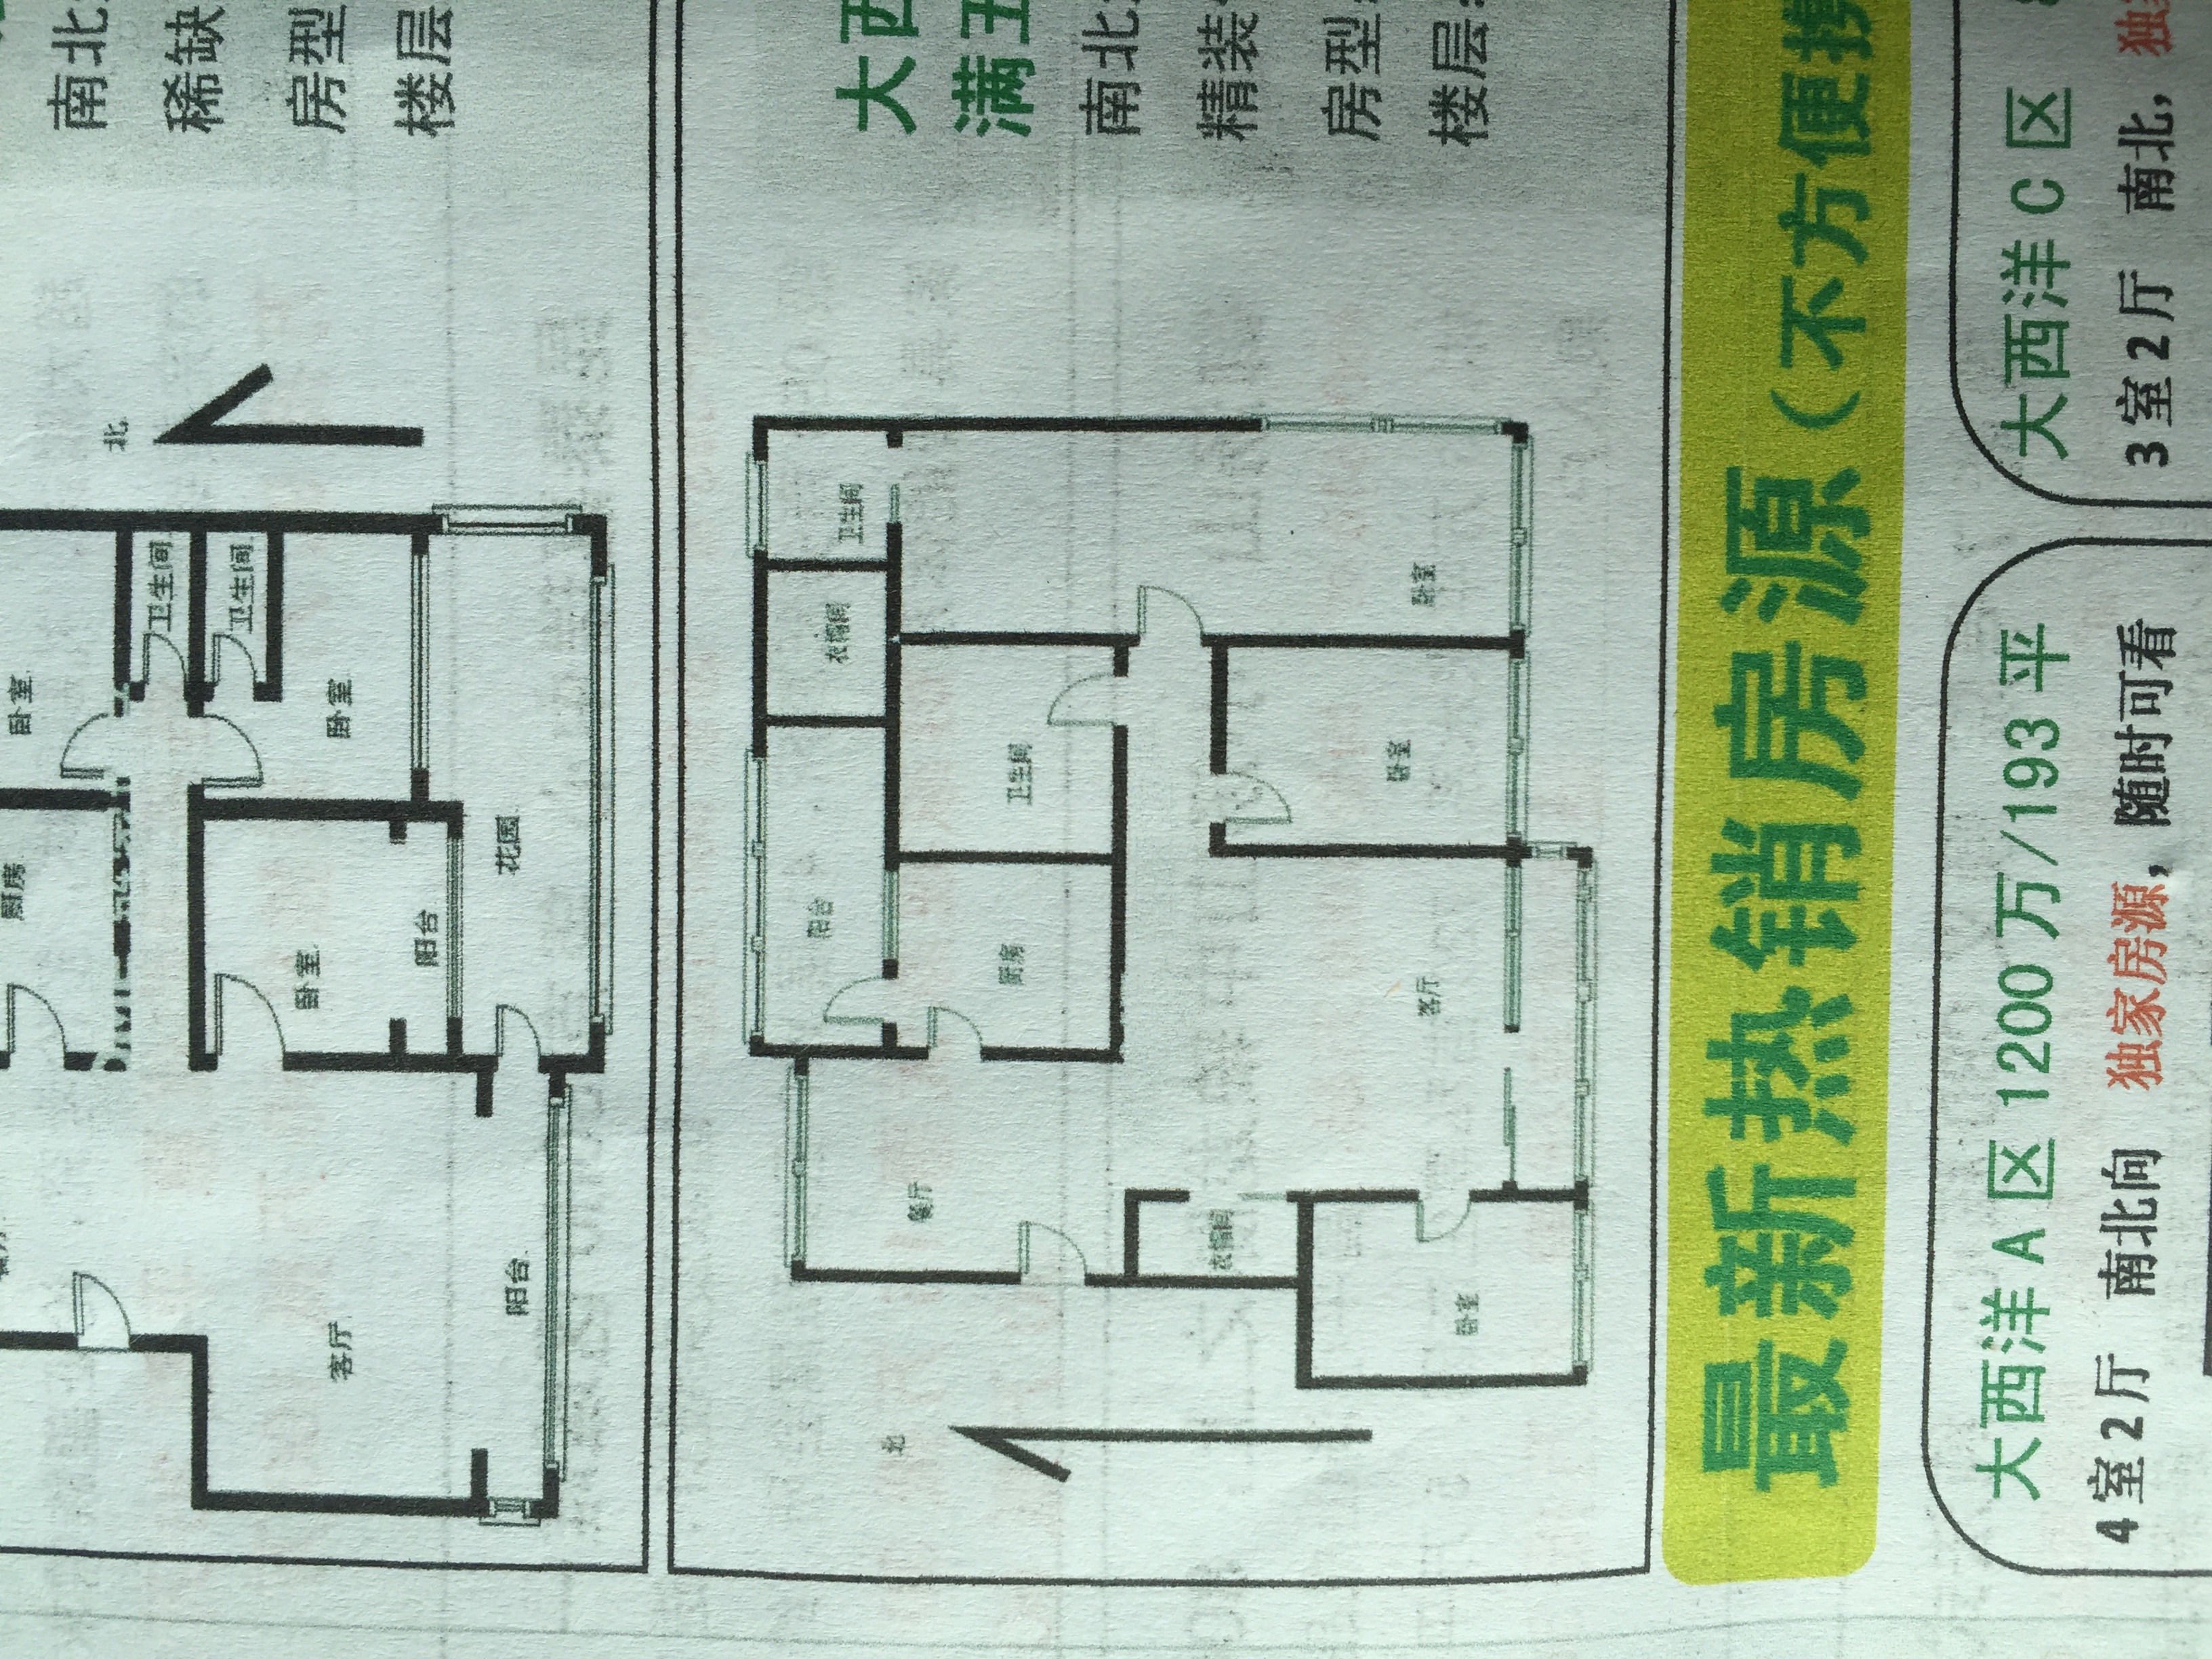 厨房
卧室
北
卫生间
卫生间
卧室
卧室
客厅
阳台
阳台
花园
南北
稀缺
房型
楼层
阳台
衣帽间
卫生间
北
餐厅
厨房
卫生间
衣帽间
卧室
卧室
客厅
卧室
大西
满五
南北
精装
房型:
楼层:
最新热销房源(不方便携
大西洋 A 区 1200 万/193 平
4 室 2 厅 南北向 独家房源，随时可看
大西洋 C 区
3 室 2 厅 南北，独